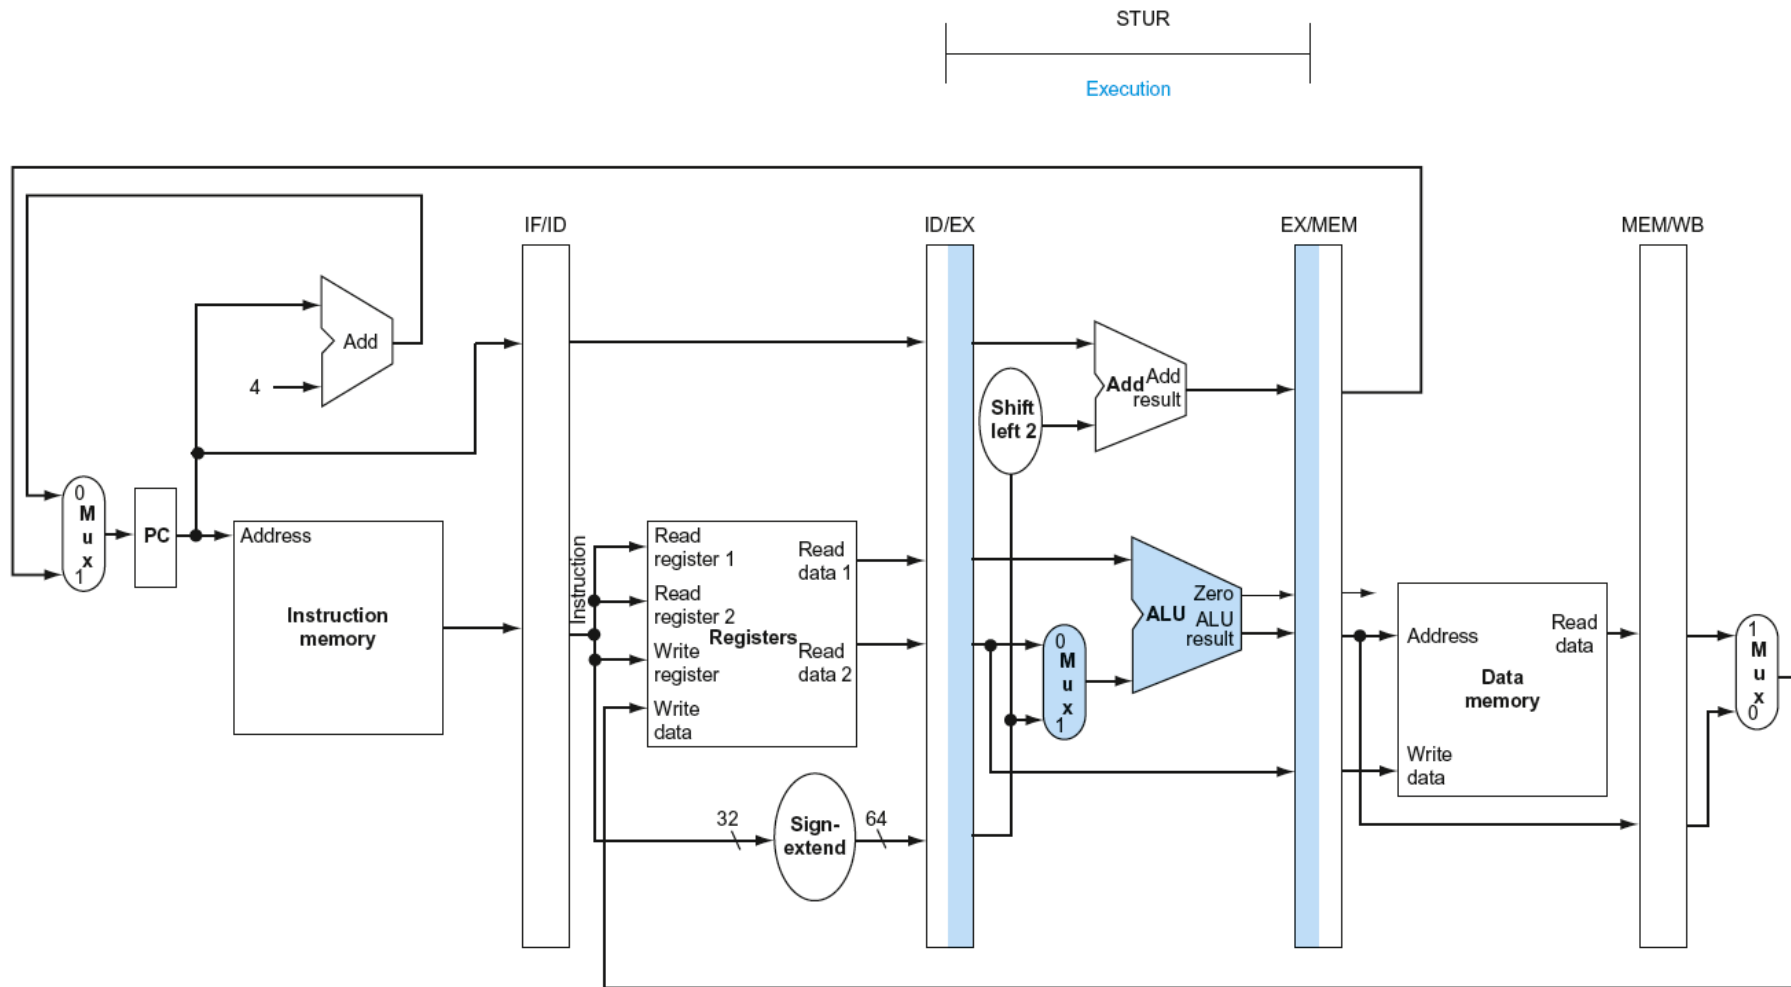 STUR
Execution
IF/ID
ID/EX
EX/MEM
MEM/WB
Add
4
Shift
left 2
Add
Add
result
0
M
u
x
1
PC
Address
Instruction
memory
Instruction
Read
register 1
Read
register 2
Write
register
Write
data
Registers
Read
data 1
Read
data 2
32
Sign-
extend
64
0
M
u
x
1
ALU
Zero
ALU
result
Address
Write
data
Data
memory
Read
data
1
M
u
x
0